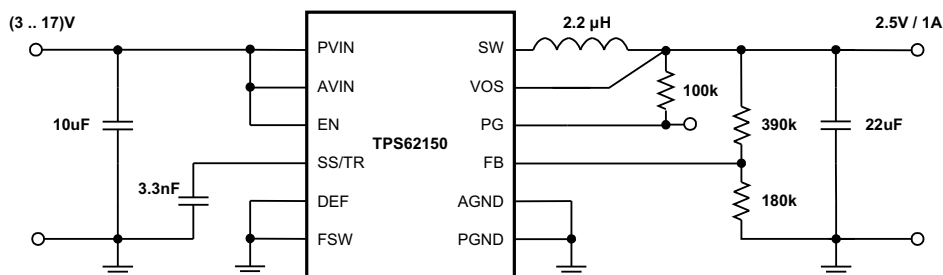 (3 .. 17)V
2.2 µH
2.5V / 1A
PVIN
SW
AVIN
VOS
100k
10uF
EN
PG
TPS62150
390k
22uF
SS/TR
FB
3.3nF
DEF
AGND
180k
FSW
PGND